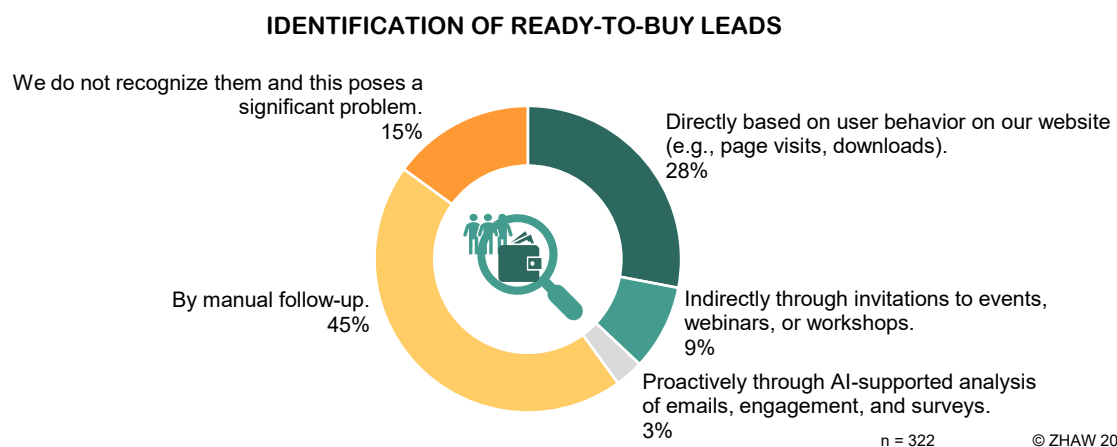 IDENTIFICATION OF READY-TO-BUY LEADS
We do not recognize them and this poses a
significant problem.
15%
Directly based on user behavior on our website
(e.g., page visits, downloads).
28%
By manual follow-up.
45%
Indirectly through invitations to events,
webinars, or workshops.
9%
Proactively through AI-supported analysis
of emails, engagement, and surveys.
3%
n = 322
© ZHAW 20